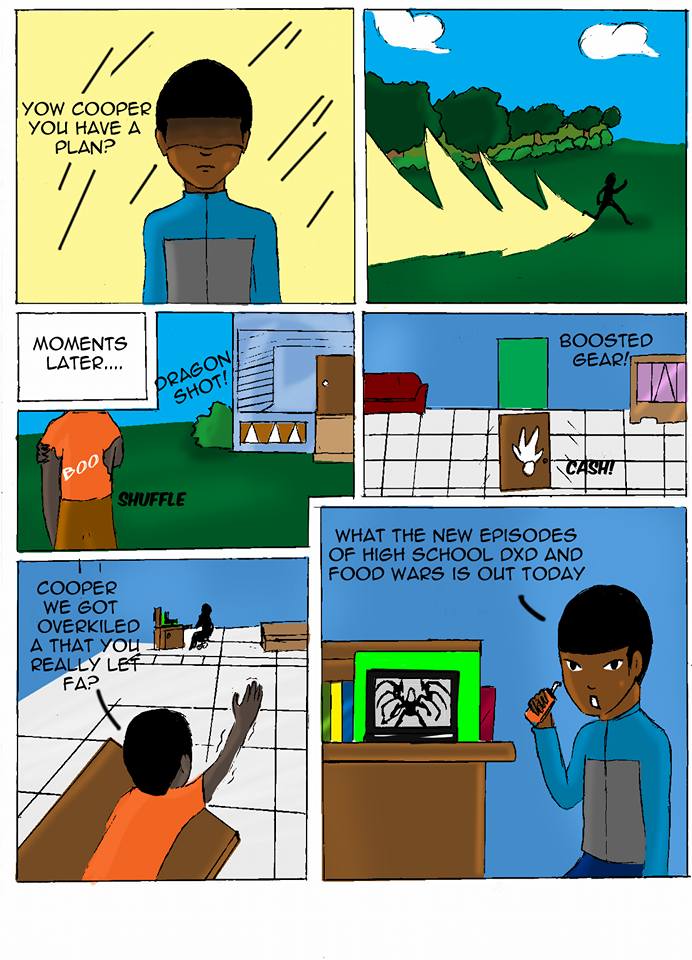 YOW COOPER
YOU HAVE A
PLAN?
MOMENTS
LATER....
DRAGON
SHOT!
BOO
SHUFFLE
BOOSTED
GEAR!
CASH!
COOPER
WE GOT
OVERKILED
A THAT YOU
REALLY LEF
FA?
WHAT THE NEW EPISODES
OF HIGH SCHOOL DXD AND
FOOD WARS IS OUT TODAY